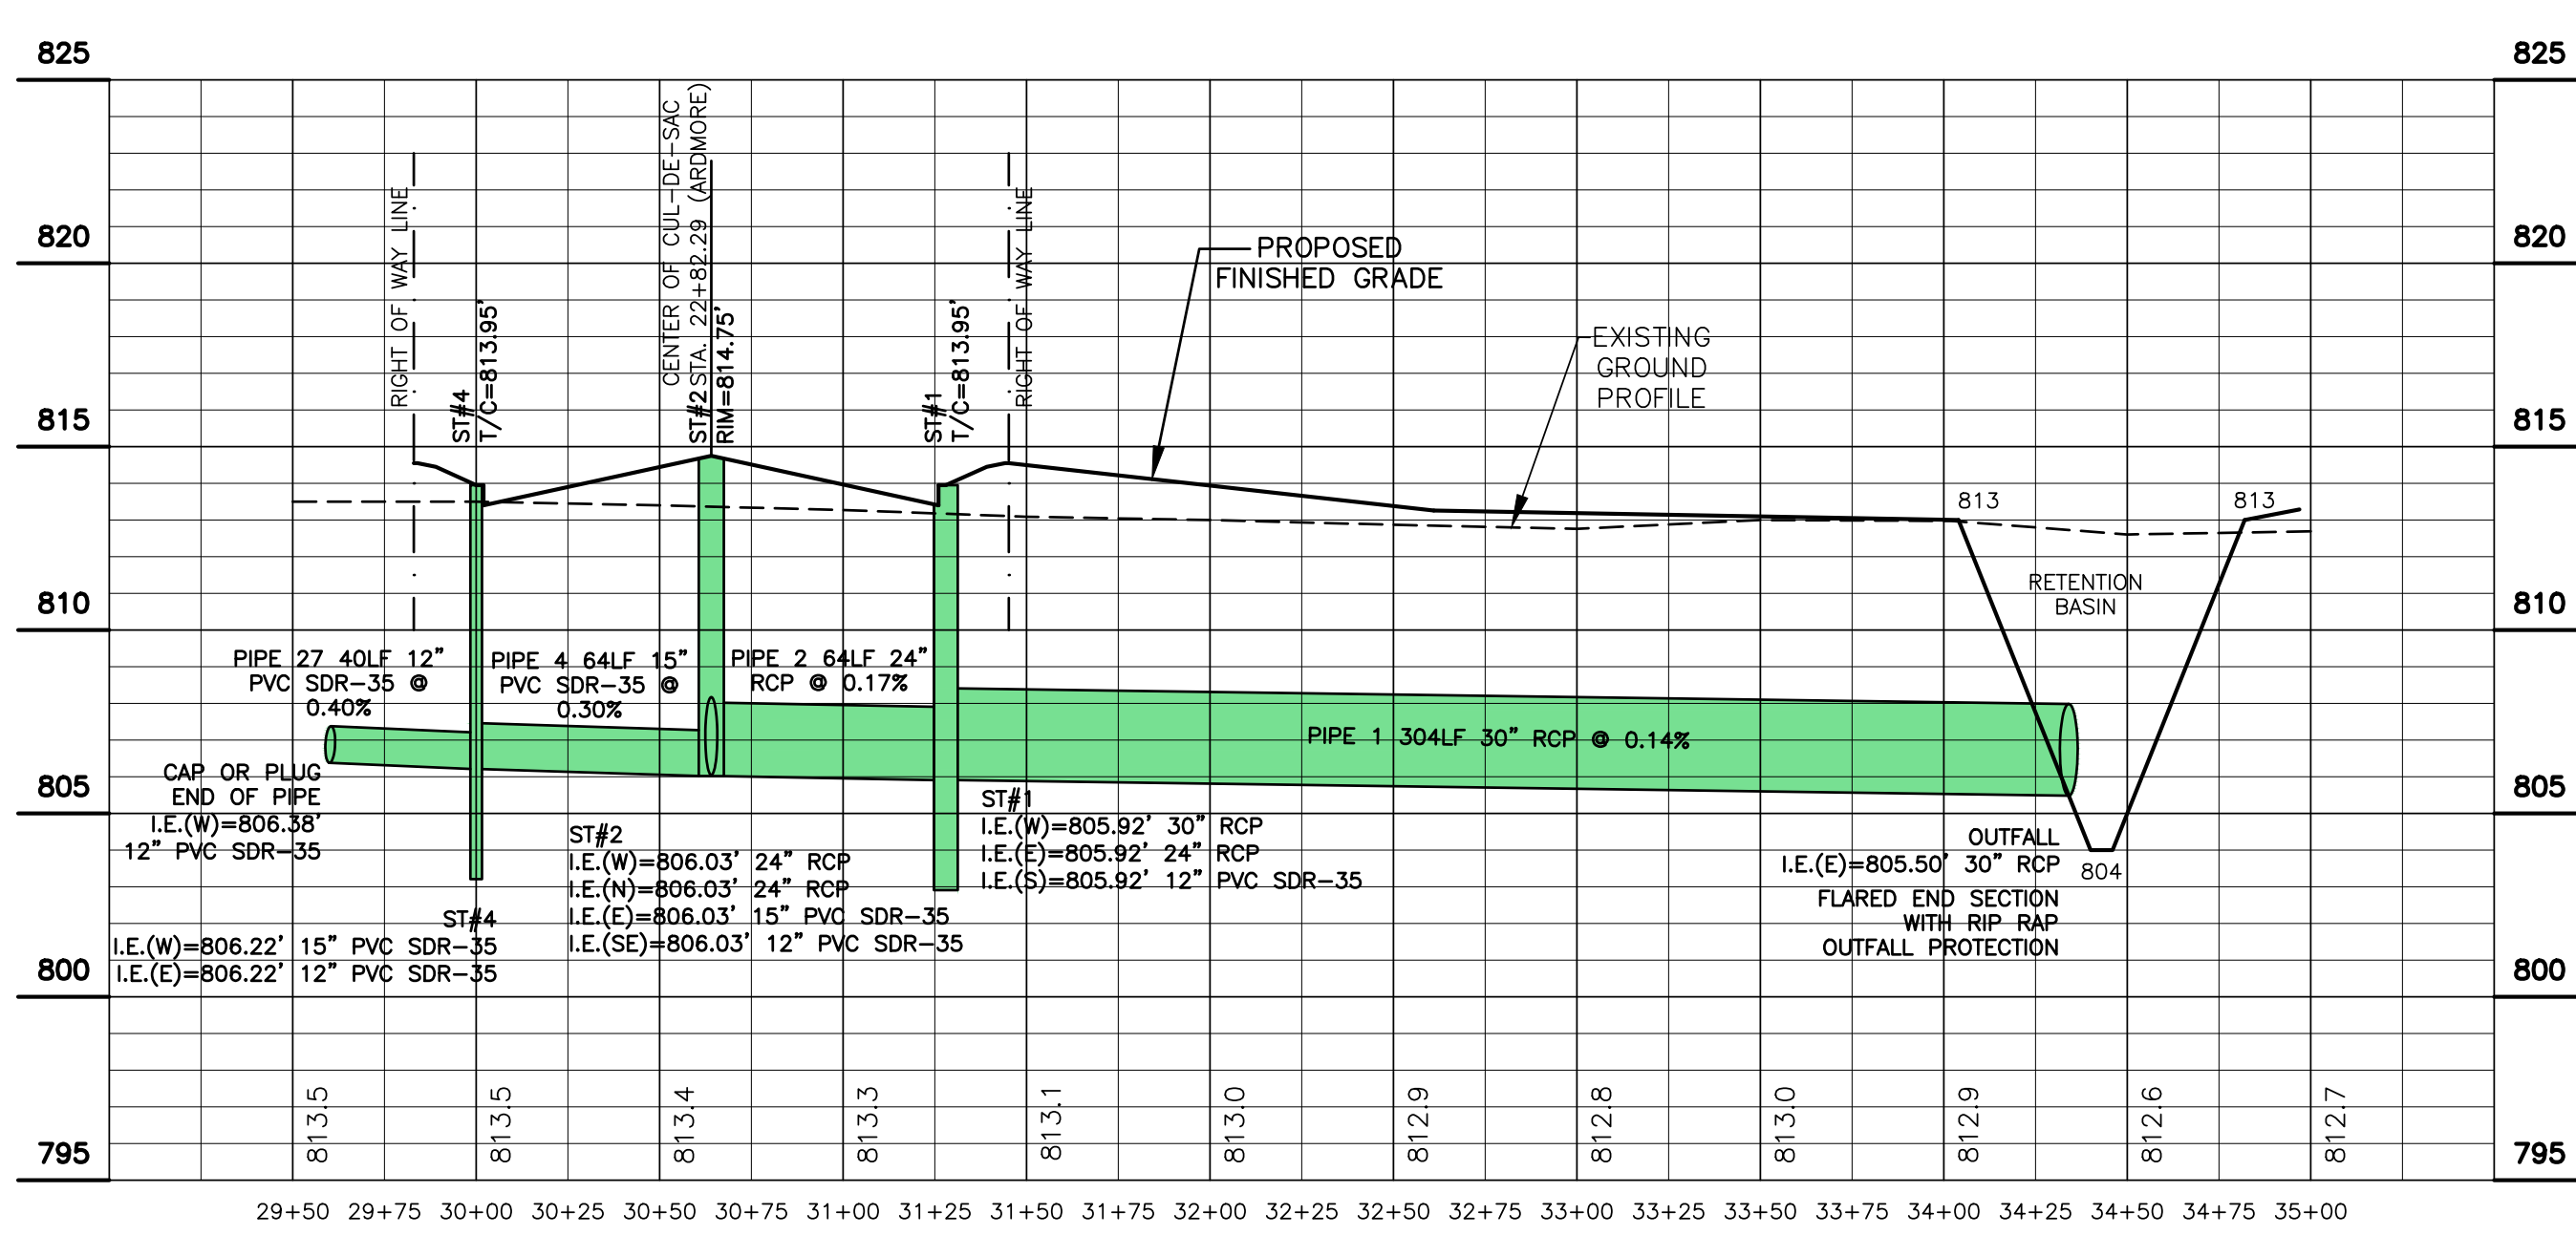 825
825
820
820
815
815
810
810
805
805
800
800
795
795
RIGHT OF WAY LINE
ST#4
T/C=813.95'
CENTER OF CUL-DE-SAC
STA. 22+82.29 (ARDMORE)
ST#2
RIM=814.75'
ST#1
T/C=813.95'
RIGHT OF WAY LINE
PROPOSED
FINISHED GRADE
EXISTING
GROUND
PROFILE
813
813
RETENTION
BASIN
PIPE 27 40LF 12"
PVC SDR-35 @
0.40%
PIPE 4 64LF 15"
PVC SDR-35 @
0.30%
PIPE 2 64LF 24"
RCP @ 0.17%
PIPE 1 304LF 30" RCP @ 0.14%
CAP OR PLUG
END OF PIPE
I.E.(W)=806.38'
12" PVC SDR-35
ST#4
I.E.(W)=806.22' 15" PVC SDR-35
I.E.(E)=806.22' 12" PVC SDR-35
ST#2
I.E.(W)=806.03' 24" RCP
I.E.(N)=806.03' 24" RCP
I.E.(E)=806.03' 15" PVC SDR-35
I.E.(SE)=806.03' 12" PVC SDR-35
ST#1
I.E.(W)=805.92' 30" RCP
I.E.(E)=805.92' 24" RCP
I.E.(S)=805.92' 12" PVC SDR-35
OUTFALL
I.E.(E)=805.50' 30" RCP
FLARED END SECTION
WITH RIP RAP
OUTFALL PROTECTION
804
813.5
813.5
813.4
813.3
813.1
813.0
812.9
812.8
813.0
812.9
812.6
812.7
29+50 29+75 30+00 30+25 30+50 30+75 31+00 31+25 31+50 31+75 32+00 32+25 32+50 32+75 33+00 33+25 33+50 33+75 34+00 34+25 34+50 34+75 35+00